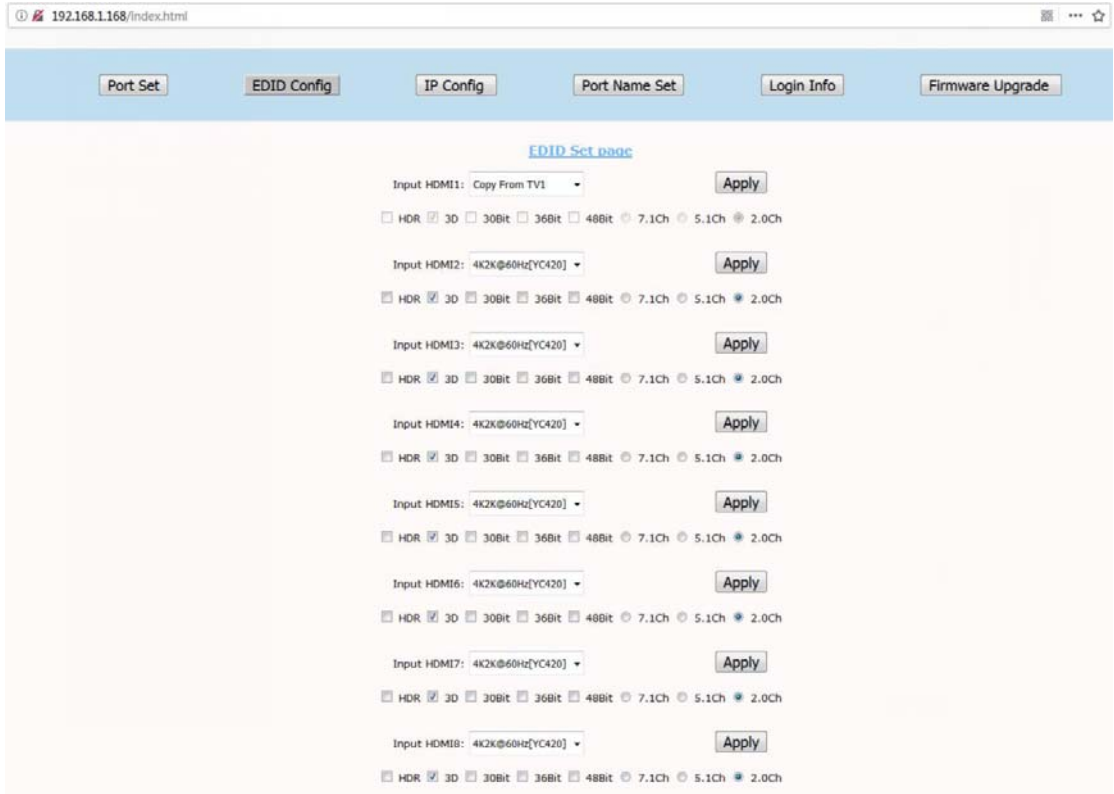 192.168.1.168/index.html
Port Set EDID Config IP Config Port Name Set Login Info Firmware Upgrade
EDID Set page
Input HDMI1: Copy From TV1 Apply
HDR 3D 30Bit 36Bit 48Bit 7.1Ch 5.1Ch 2.0Ch
Input HDMI2: 4K2K@60Hz[YC420] Apply
HDR 3D 30Bit 36Bit 48Bit 7.1Ch 5.1Ch 2.0Ch
Input HDMI3: 4K2K@60Hz[YC420] Apply
HDR 3D 30Bit 36Bit 48Bit 7.1Ch 5.1Ch 2.0Ch
Input HDMI4: 4K2K@60Hz[YC420] Apply
HDR 3D 30Bit 36Bit 48Bit 7.1Ch 5.1Ch 2.0Ch
Input HDMI5: 4K2K@60Hz[YC420] Apply
HDR 3D 30Bit 36Bit 48Bit 7.1Ch 5.1Ch 2.0Ch
Input HDMI6: 4K2K@60Hz[YC420] Apply
HDR 3D 30Bit 36Bit 48Bit 7.1Ch 5.1Ch 2.0Ch
Input HDMI7: 4K2K@60Hz[YC420] Apply
HDR 3D 30Bit 36Bit 48Bit 7.1Ch 5.1Ch 2.0Ch
Input HDMI8: 4K2K@60Hz[YC420] Apply
HDR 3D 30Bit 36Bit 48Bit 7.1Ch 5.1Ch 2.0Ch